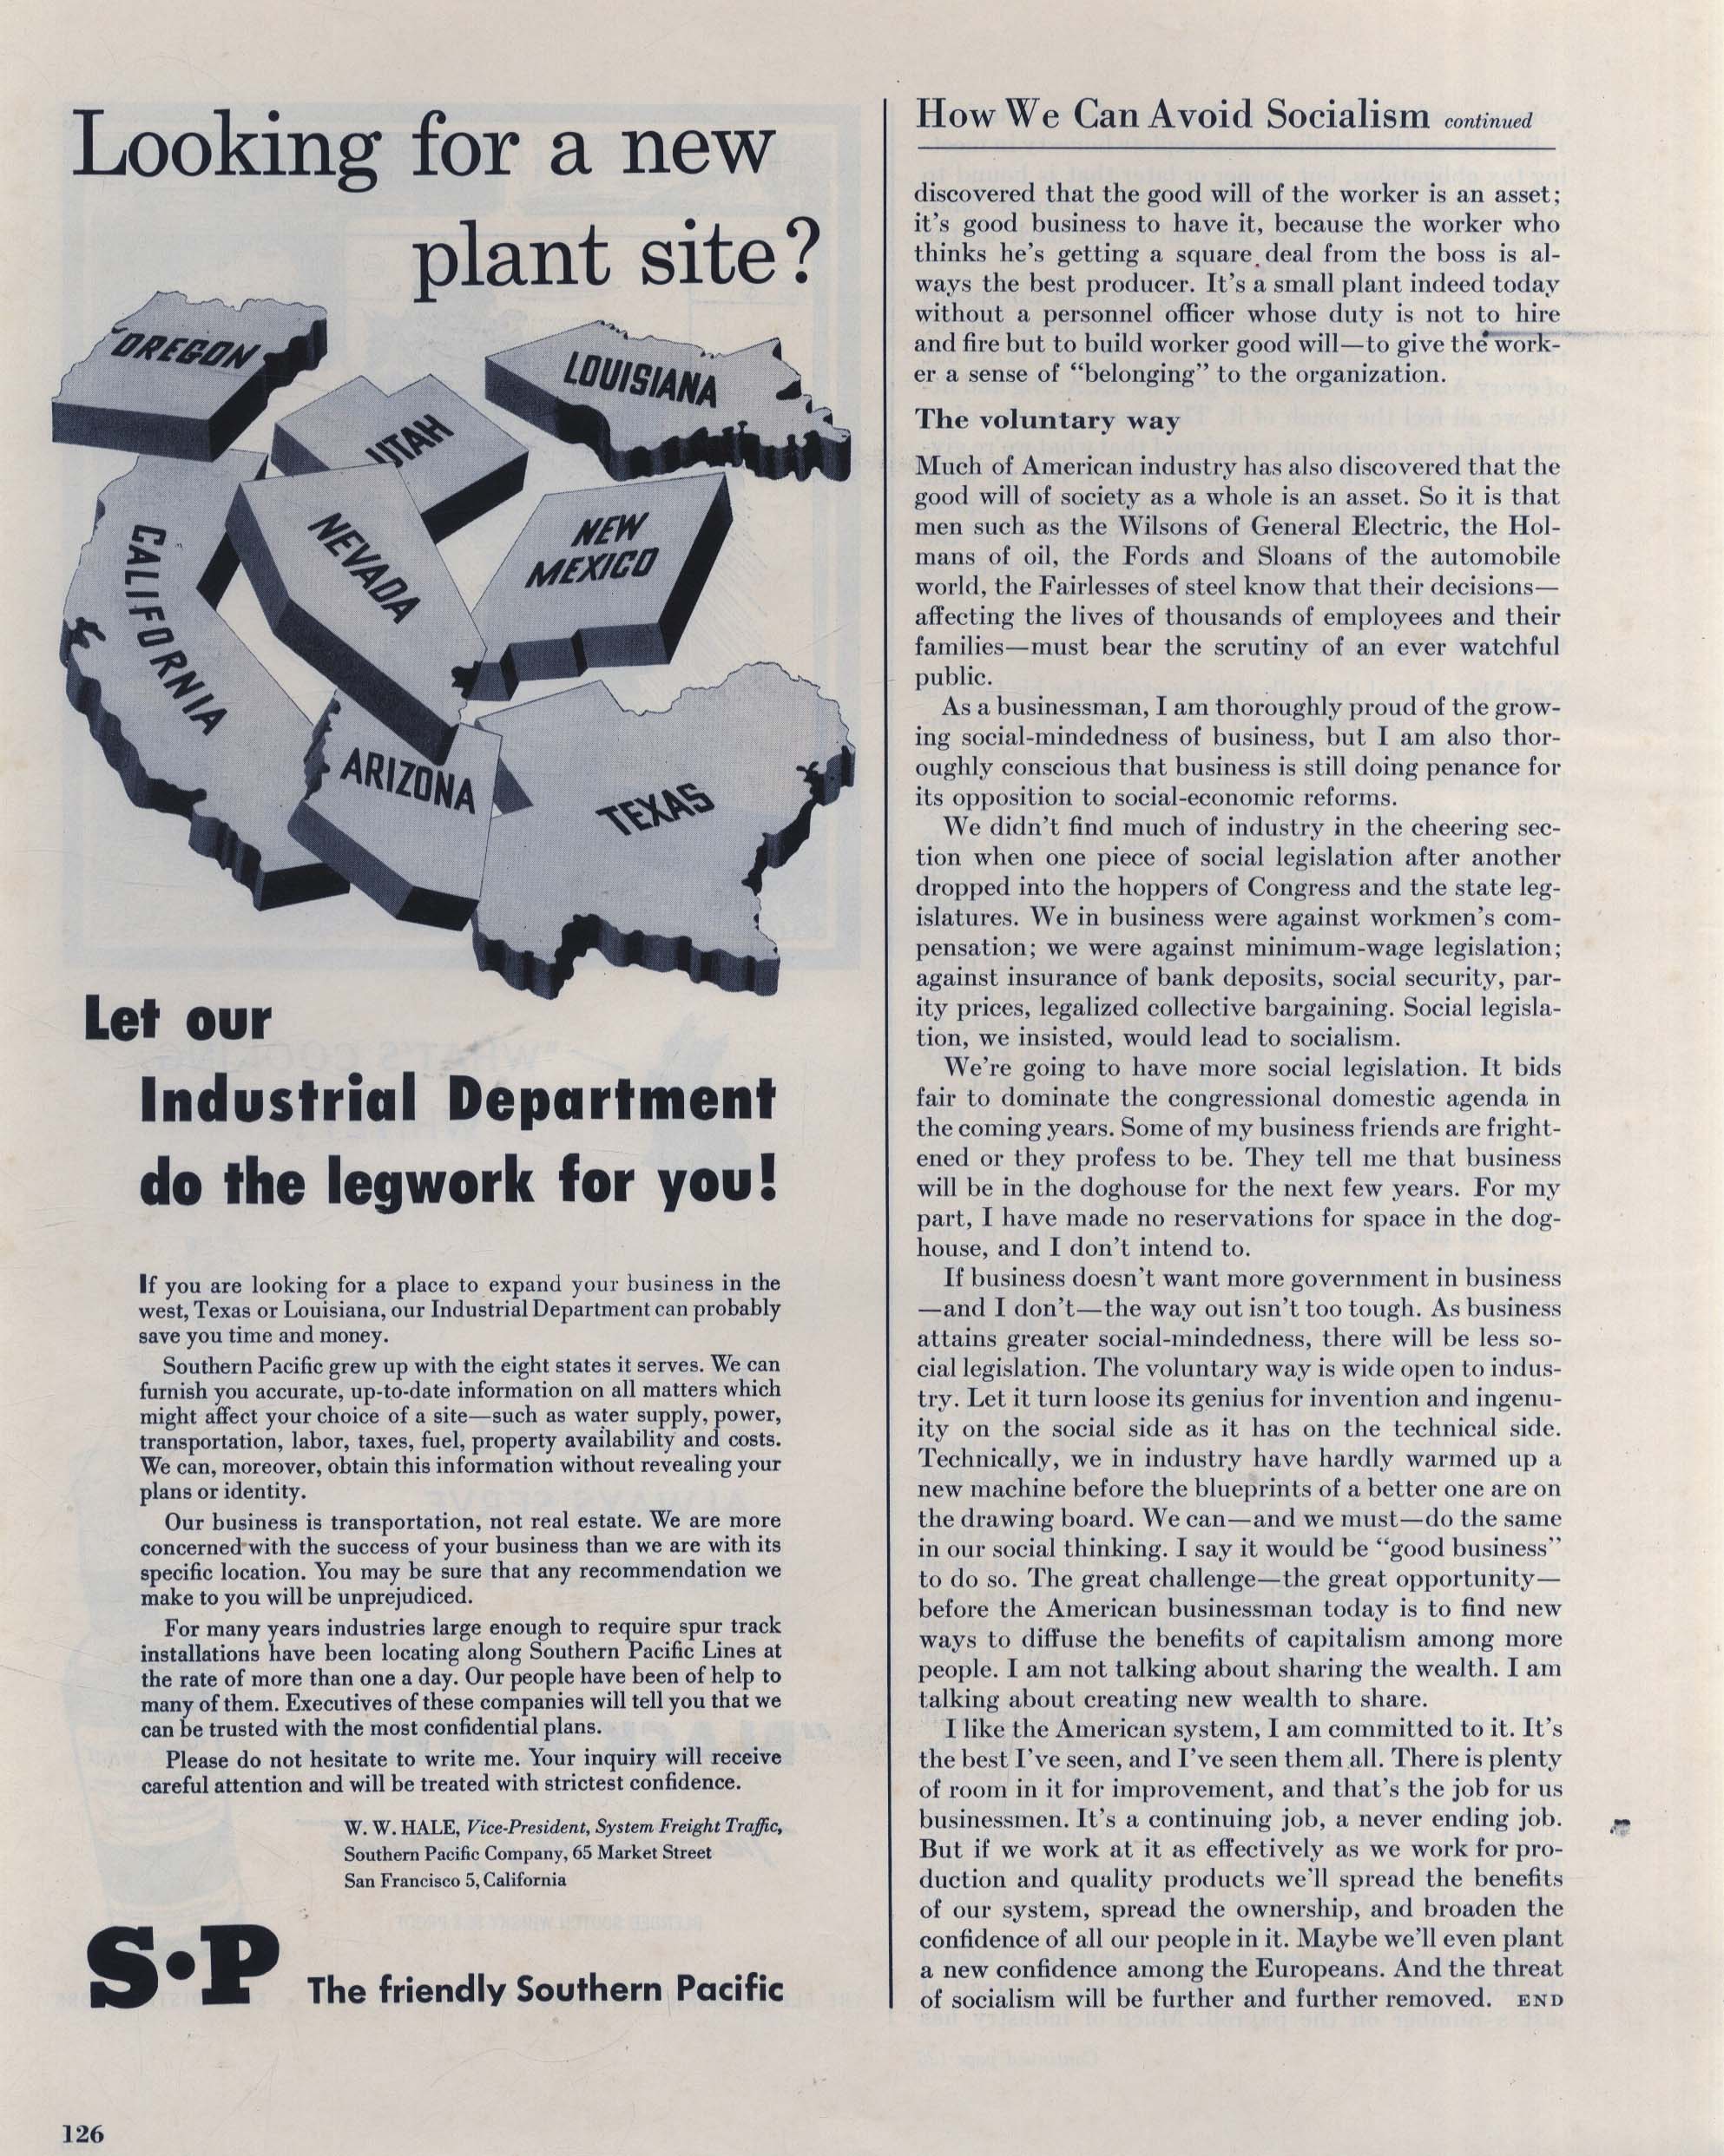 Looking for a new
plant site?
OREGON
LOUISIANA
UTAH
NEVADA
NEW
MEXICO
CALIFORNIA
ARIZONA
TEXAS
Let our
Industrial Department
do the legwork for you!
If you are looking for a place to expand your business in the
west, Texas or Louisiana, our Industrial Department can probably
save you time and money.
Southern Pacific grew up with the eight states it serves. We can
furnish you accurate, up-to-date information on all matters which
might affect your choice of a site—such as water supply, power,
transportation, labor, taxes, fuel, property availability and costs.
We can, moreover, obtain this information without revealing your
plans or identity.
Our business is transportation, not real estate. We are more
concerned with the success of your business than we are with its
specific location. You may be sure that any recommendation we
make to you will be unprejudiced.
For many years industries large enough to require spur track
installations have been locating along Southern Pacific Lines at
the rate of more than one a day. Our people have been of help to
many of them. Executives of these companies will tell you that we
can be trusted with the most confidential plans.
Please do not hesitate to write me. Your inquiry will receive
careful attention and will be treated with strictest confidence.
W. W. HALE, Vice-President, System Freight Traffic,
Southern Pacific Company, 65 Market Street
San Francisco 5, California
S·P The friendly Southern Pacific
126
How We Can Avoid Socialism continued
discovered that the good will of the worker is an asset;
it's good business to have it, because the worker who
thinks he's getting a square deal from the boss is al-
ways the best producer. It's a small plant indeed today
without a personnel officer whose duty is not to hire
and fire but to build worker good will—to give the work-
er a sense of "belonging" to the organization.
The voluntary way
Much of American industry has also discovered that the
good will of society as a whole is an asset. So it is that
men such as the Wilsons of General Electric, the Hol-
mans of oil, the Fords and Sloans of the automobile
world, the Fairlesses of steel know that their decisions—
affecting the lives of thousands of employees and their
families—must bear the scrutiny of an ever watchful
public.
As a businessman, I am thoroughly proud of the grow-
ing social-mindedness of business, but I am also thor-
oughly conscious that business is still doing penance for
its opposition to social-economic reforms.
We didn't find much of industry in the cheering sec-
tion when one piece of social legislation after another
dropped into the hoppers of Congress and the state leg-
islatures. We in business were against workmen's com-
pensation; we were against minimum-wage legislation;
against insurance of bank deposits, social security, par-
ity prices, legalized collective bargaining. Social legisla-
tion, we insisted, would lead to socialism.
We're going to have more social legislation. It bids
fair to dominate the congressional domestic agenda in
the coming years. Some of my business friends are fright-
ened or they profess to be. They tell me that business
will be in the doghouse for the next few years. For my
part, I have made no reservations for space in the dog-
house, and I don't intend to.
If business doesn't want more government in business
—and I don't—the way out isn't too tough. As business
attains greater social-mindedness, there will be less so-
cial legislation. The voluntary way is wide open to indus-
try. Let it turn loose its genius for invention and ingenu-
ity on the social side as it has on the technical side.
Technically, we in industry have hardly warmed up a
new machine before the blueprints of a better one are on
the drawing board. We can—and we must—do the same
in our social thinking. I say it would be "good business"
to do so. The great challenge—the great opportunity—
before the American businessman today is to find new
ways to diffuse the benefits of capitalism among more
people. I am not talking about sharing the wealth. I am
talking about creating new wealth to share.
I like the American system, I am committed to it. It's
the best I've seen, and I've seen them all. There is plenty
of room in it for improvement, and that's the job for us
businessmen. It's a continuing job, a never ending job.
But if we work at it as effectively as we work for pro-
duction and quality products we'll spread the benefits
of our system, spread the ownership, and broaden the
confidence of all our people in it. Maybe we'll even plant
a new confidence among the Europeans. And the threat
of socialism will be further and further removed. END